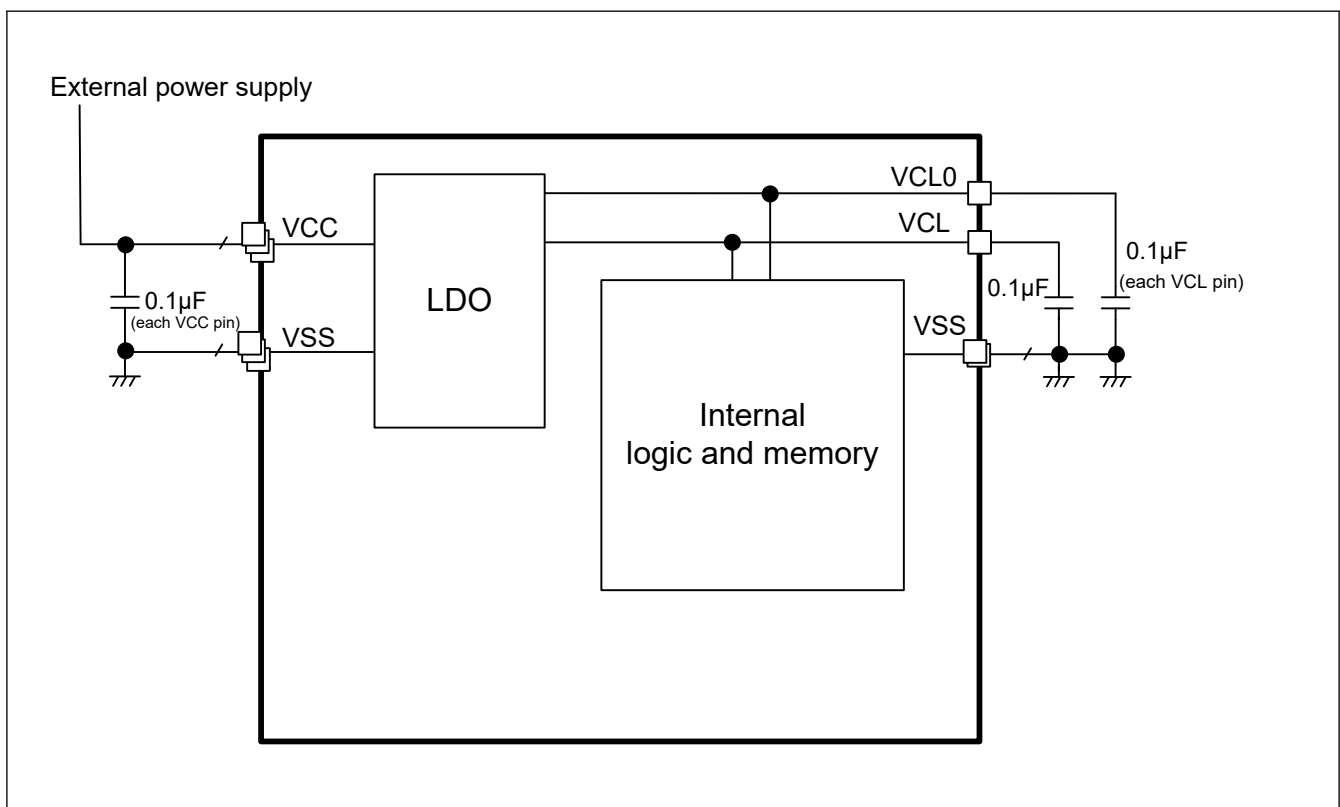 External power supply
VCL0
VCC
VCL
0.1µF
(each VCL pin)
0.1µF
(each VCC pin)
LDO
0.1µF
VSS
VSS
Internal
logic and memory